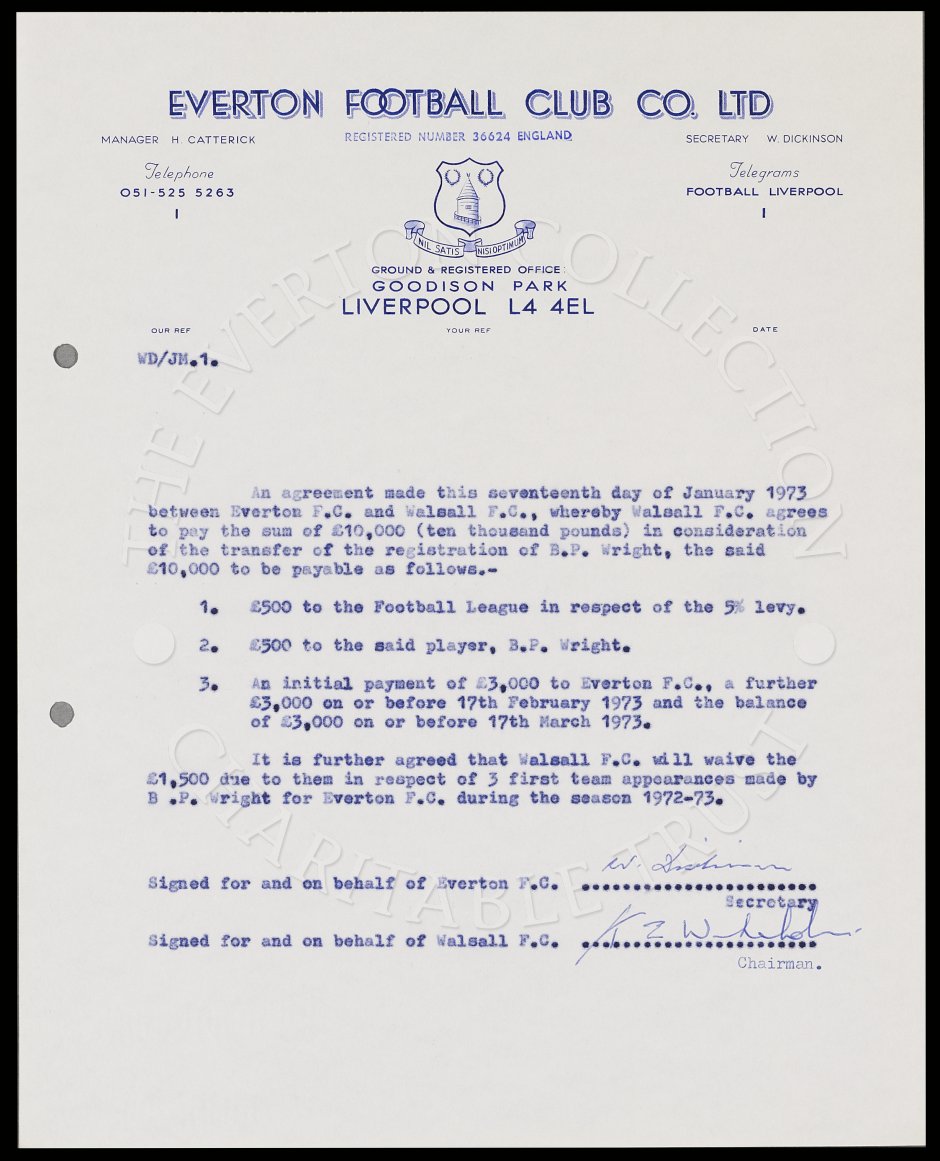 EVERTON FOOTBALL CLUB CO. LTD
MANAGER H. CATTERICK
REGISTERED NUMBER 36624 ENGLAND
SECRETARY W. DICKINSON
Telephone
051-525 5263
Telegrams
FOOTBALL LIVERPOOL
NIL SATIS NISI OPTIMUM
GROUND & REGISTERED OFFICE:
GOODISON PARK
LIVERPOOL L4 4EL
OUR REF YOUR REF DATE
WD/JM.1.
An agreement made this seventeenth day of January 1973
between Everton F.C. and Walsall F.C., whereby Walsall F.C. agrees
to pay the sum of £10,000 (ten thousand pounds) in consideration
of the transfer of the registration of B.P. Wright, the said
£10,000 to be payable as follows.-
1. £500 to the Football League in respect of the 5% levy.
2. £500 to the said player, B.P. Wright.
3. An initial payment of £3,000 to Everton F.C., a further
£3,000 on or before 17th February 1973 and the balance
of £3,000 on or before 17th March 1973.
It is further agreed that Walsall F.C. will waive the
£1,500 due to them in respect of 3 first team appearances made by
B .P. Wright for Everton F.C. during the season 1972-73.
W. Dickinson
Signed for and on behalf of Everton F.C. ........................
Secretary
Signed for and on behalf of Walsall F.C. ........................
Chairman.
THE EVERTON COLLECTION
CHARITABLE TRUST